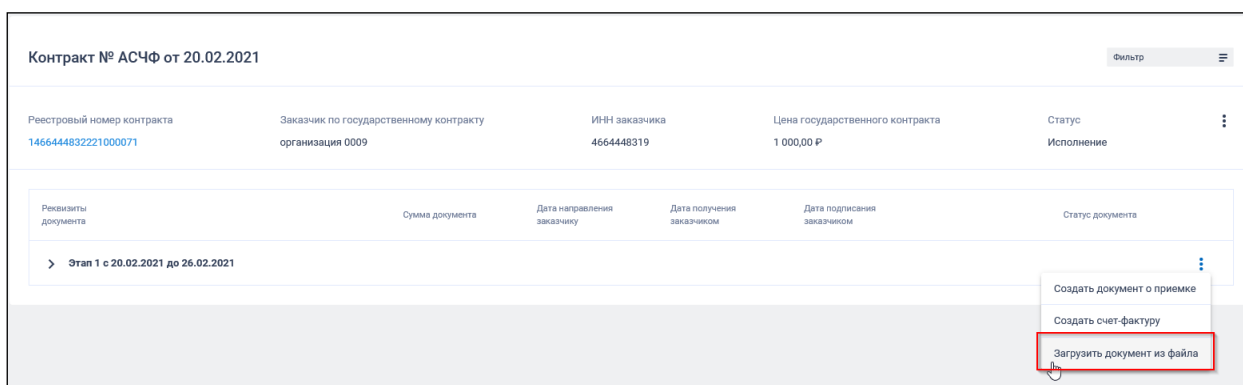 Контракт № АСЧФ от 20.02.2021
Фильтр
Реестровый номер контракта
Заказчик по государственному контракту
ИНН заказчика
Цена государственного контракта
Статус
1466444832221000071
организация 0009
4664448319
1 000,00 ₽
Исполнение
Реквизиты
документа
Сумма документа
Дата направления
заказчику
Дата получения
заказчиком
Дата подписания
заказчиком
Статус документа
Этап 1 с 20.02.2021 до 26.02.2021
Создать документ о приемке
Создать счет-фактуру
Загрузить документ из файла